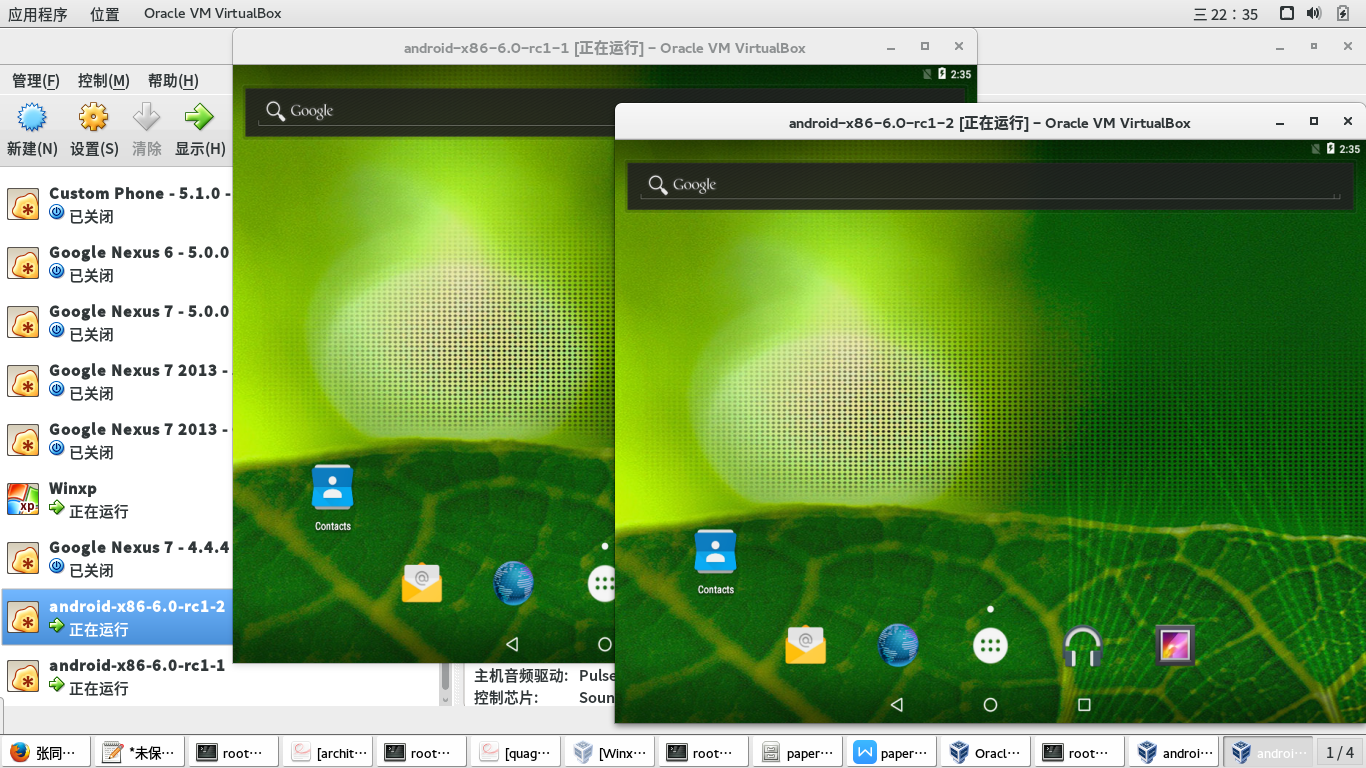 应用程序 位置 Oracle VM VirtualBox 三 22：35
android-x86-6.0-rc1-1 [正在运行] - Oracle VM VirtualBox
管理(F) 控制(M) 帮助(H)
新建(N) 设置(S) 清除 显示(H)
Custom Phone - 5.1.0 -
已关闭
Google Nexus 6 - 5.0.0
已关闭
Google Nexus 7 - 5.0.0
已关闭
Google Nexus 7 2013 -
已关闭
Google Nexus 7 2013 -
已关闭
Winxp
正在运行
Google Nexus 7 - 4.4.4
已关闭
android-x86-6.0-rc1-2
正在运行
android-x86-6.0-rc1-1
正在运行
2:35
Google
Contacts
主机音频驱动: Pulse
控制芯片: Soun
android-x86-6.0-rc1-2 [正在运行] - Oracle VM VirtualBox
2:35
Google
Contacts
张同… *未保… root… [archit… root… [quag… [Winx… root… paper… paper… Oracl… root… androi… androi… 1 / 4